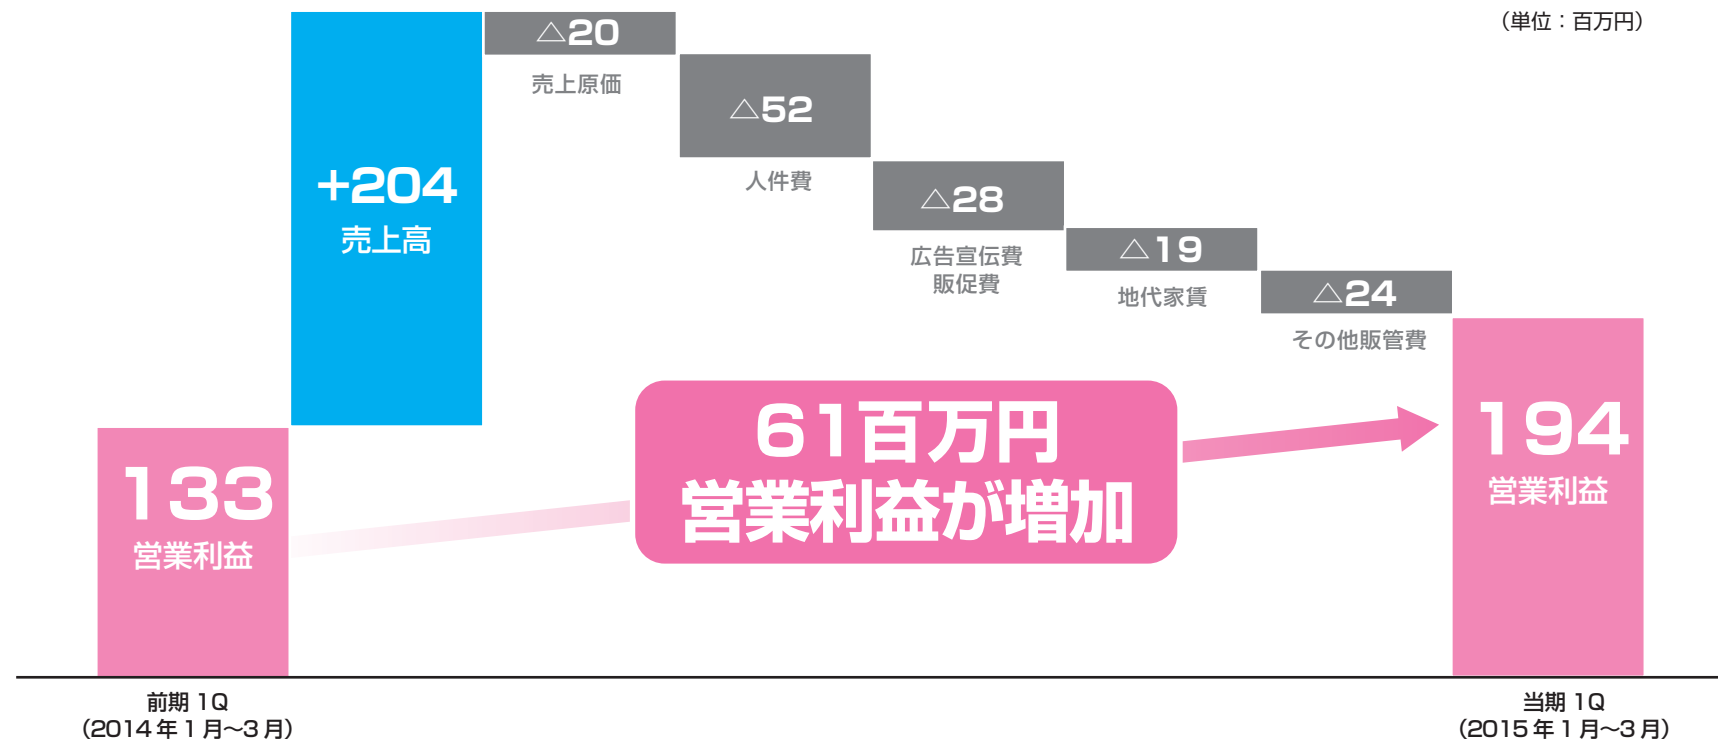 (単位：百万円)
+204
売上高
△20
売上原価
△52
人件費
△28
広告宣伝費
販促費
△19
地代家賃
△24
その他販管費
133
営業利益
61百万円
営業利益が増加
194
営業利益
前期 1Q
(2014年1月〜3月)
当期 1Q
(2015年1月〜3月)